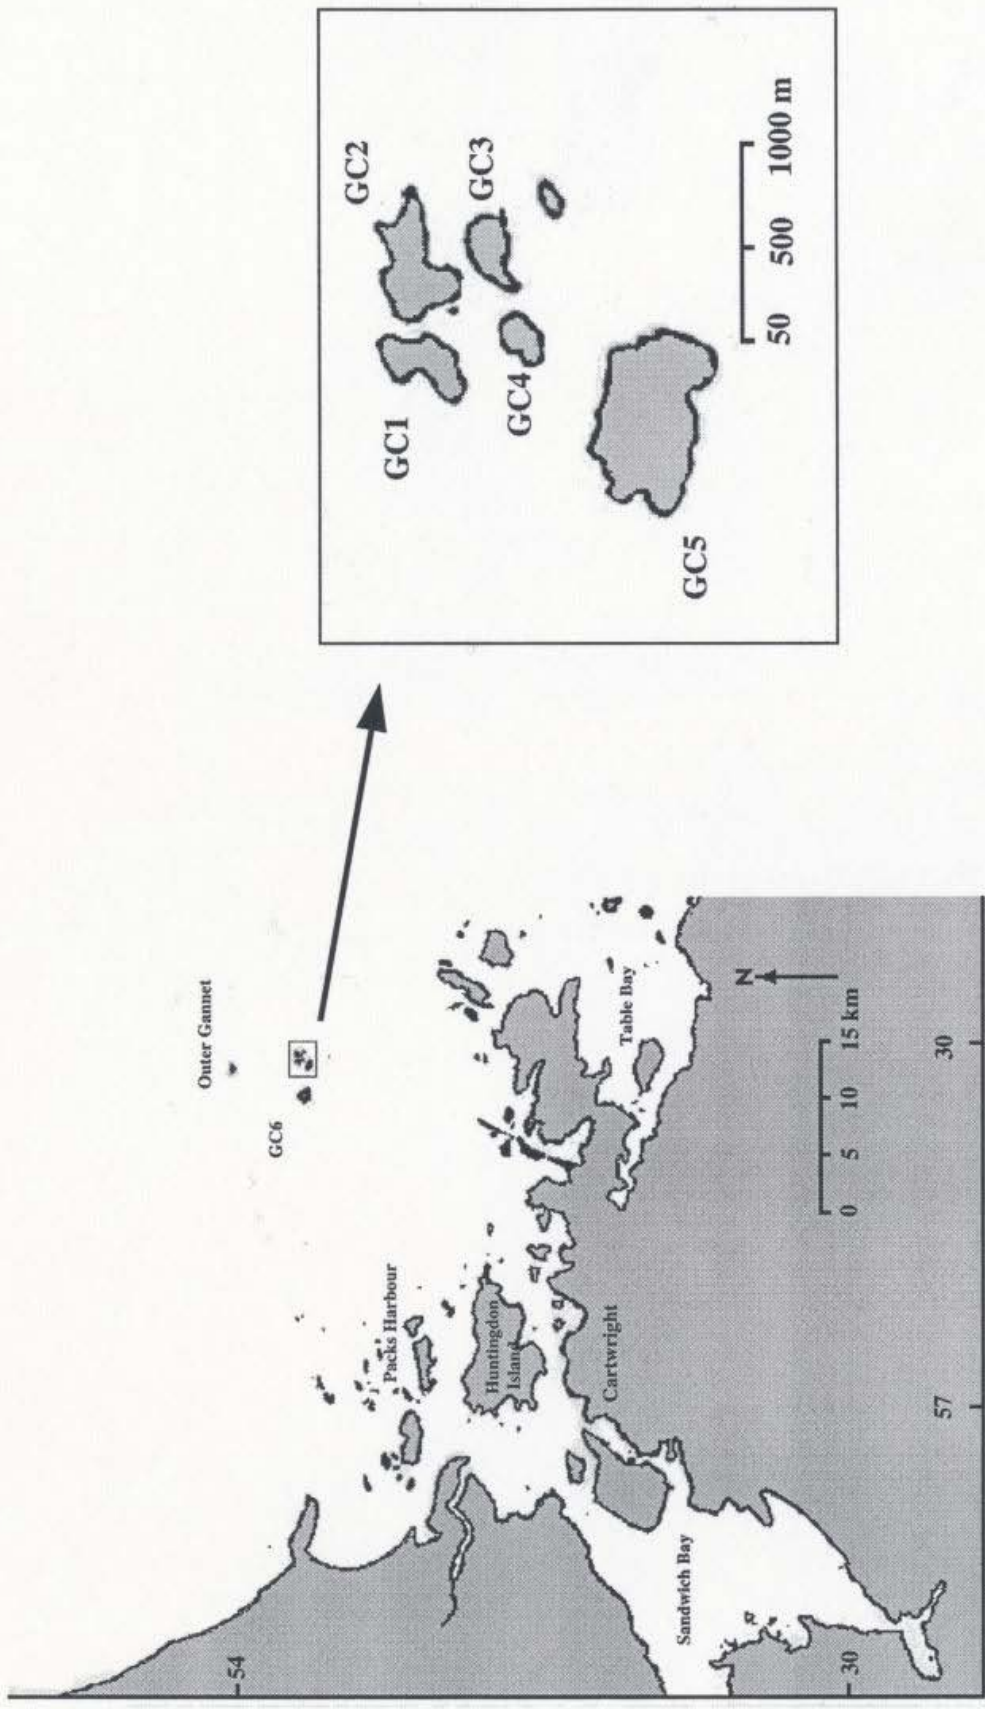 GC2
GC3
GC1
GC4
GC5
50 500 1000 m
Outer Gannet
GC6
Packs Harbour
Huntingdon
Island
Cartwright
Table Bay
Sandwich Bay
N
0 5 10 15 km
54
30
57
30